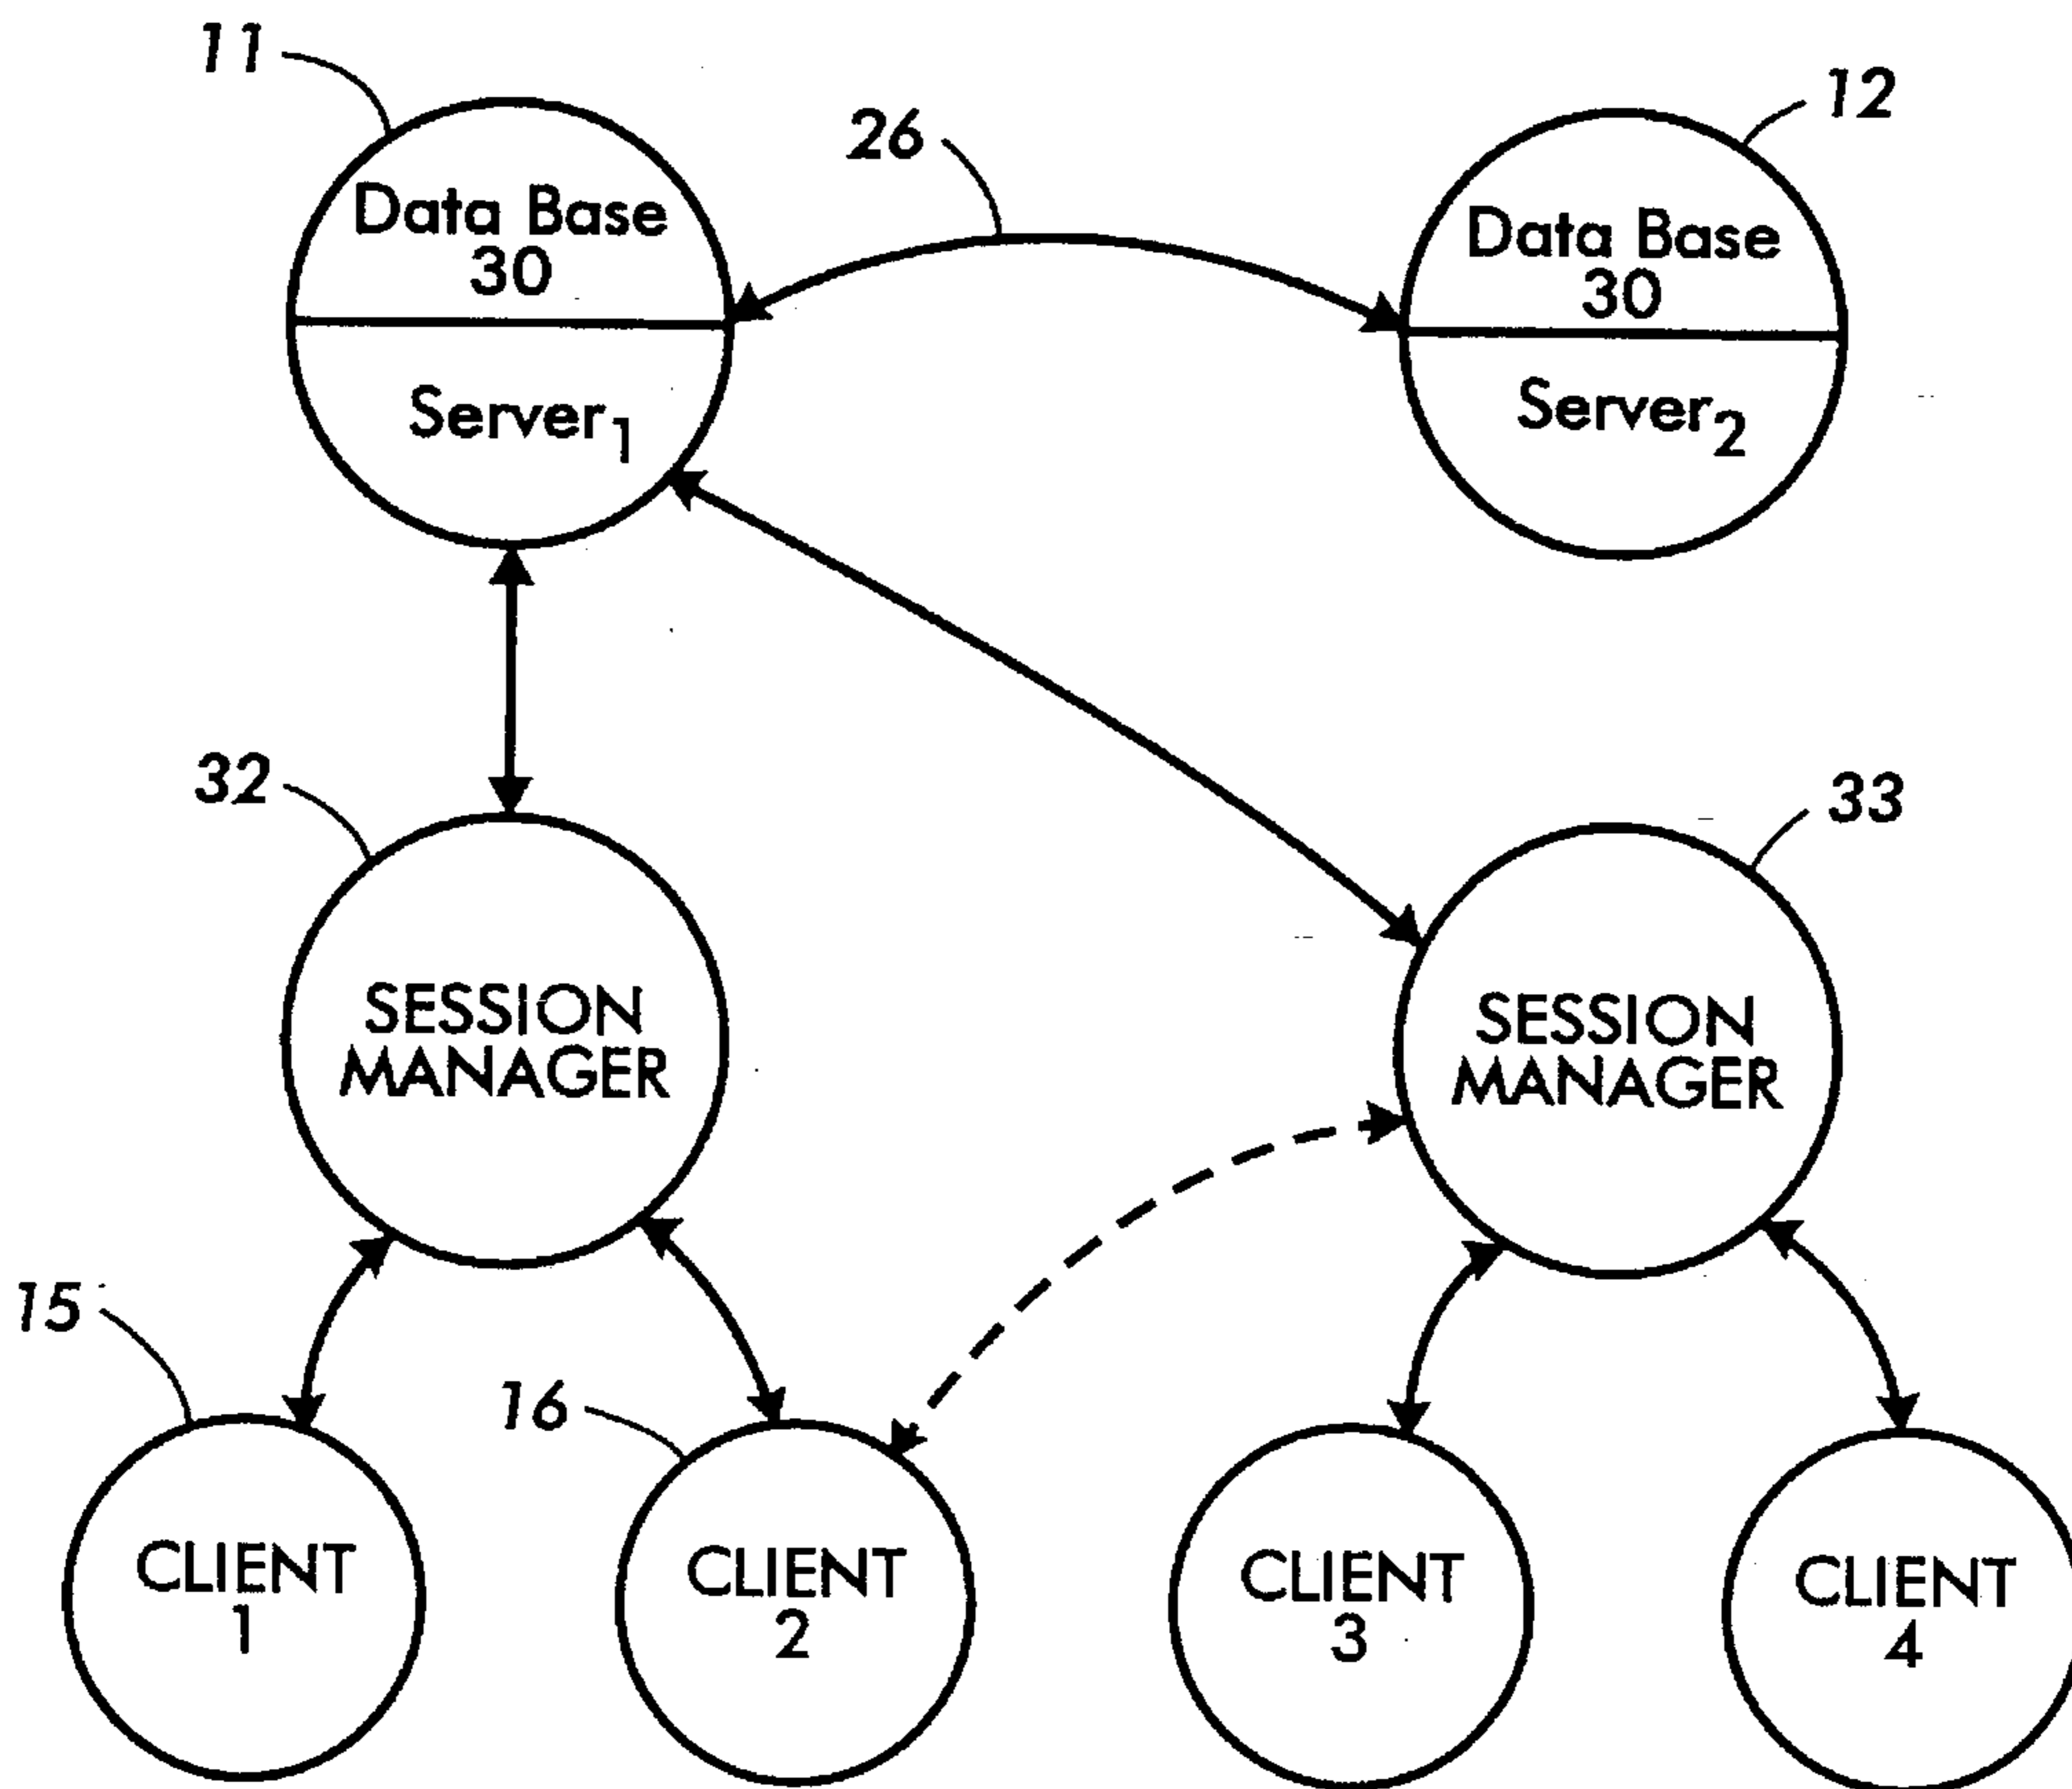 11
12
26
Data Base
30
Server1
Data Base
30
Server2
32
33
SESSION
MANAGER
SESSION
MANAGER
15
16
CLIENT
1
CLIENT
2
CLIENT
3
CLIENT
4